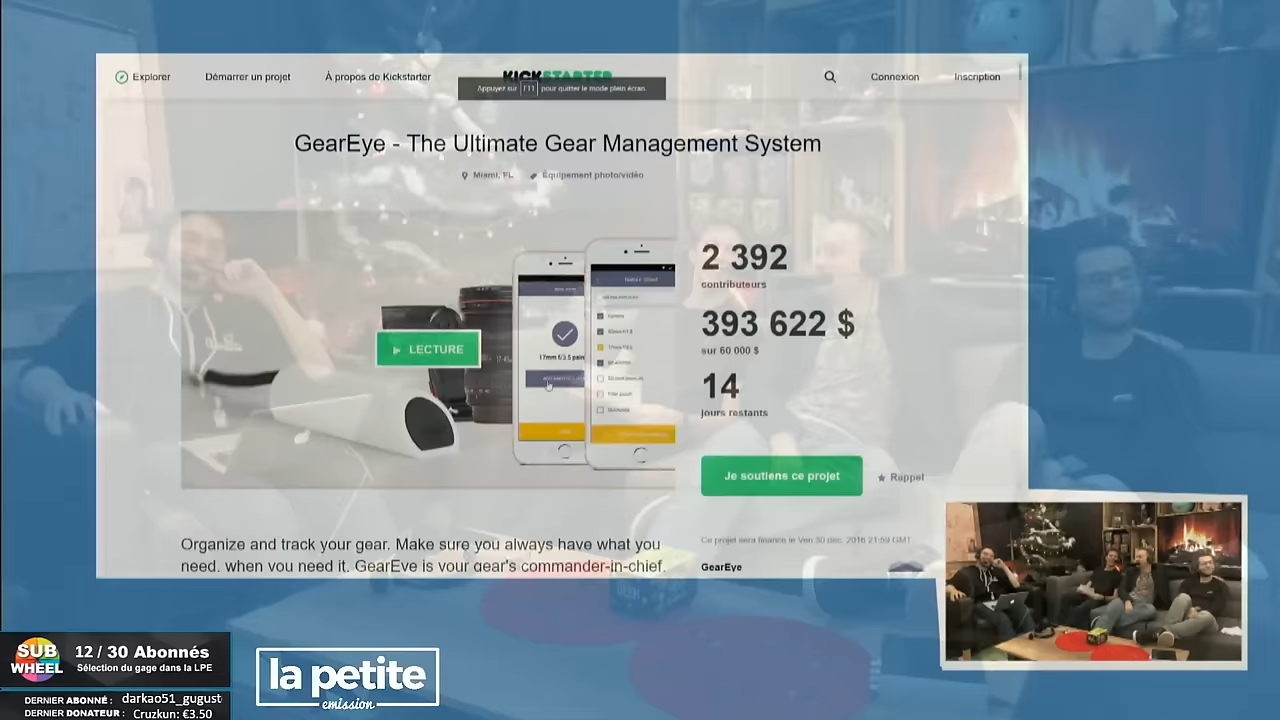 Explorer
Démarrer un projet
À propos de Kickstarter
KICKSTARTER
Connexion
Inscription
Appuyez sur F11 pour quitter le mode plein écran.
GearEye - The Ultimate Gear Management System
Miami, FL
Équipement photo/vidéo
LECTURE
17mm f/3.5
2 392
contributeurs
393 622 $
sur 60 000 $
14
jours restants
Je soutiens ce projet
Rappel
Organize and track your gear. Make sure you always have what you
need, when you need it. GearEye is your gear's commander-in-chief.
Ce projet sera financé le Ven 30 déc. 2016 21:59 GMT
GearEye
SUB
WHEEL
12 / 30 Abonnés
Sélection du gage dans la LPE
DERNIER ABONNÉ : darkao51_gugust
DERNIER DONATEUR : Cruzkun: €3.50
la petite
emission